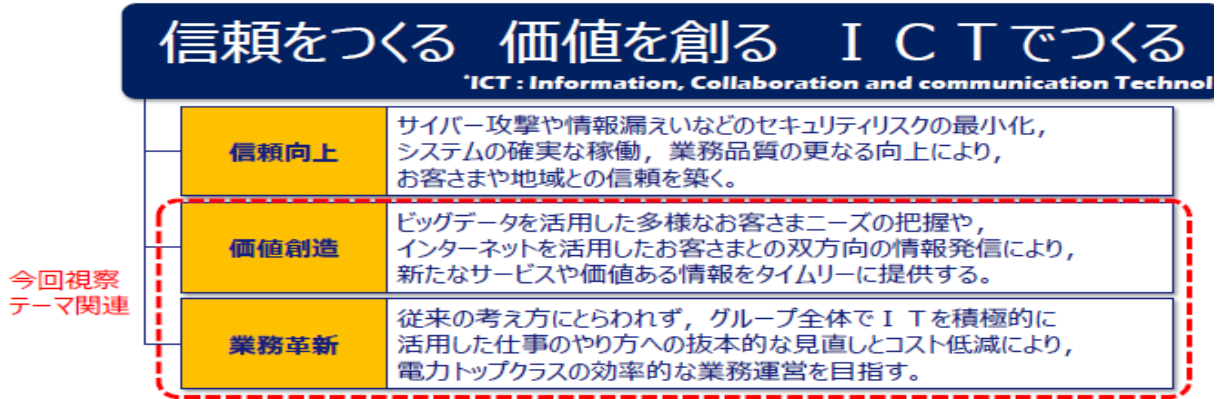 信頼をつくる 価値を創る ＩＣＴでつくる
*ICT : Information, Collaboration and communication Technol
信頼向上
サイバー攻撃や情報漏えいなどのセキュリティリスクの最小化，
システムの確実な稼働，業務品質の更なる向上により，
お客さまや地域との信頼を築く。
今回視察
テーマ関連
価値創造
ビッグデータを活用した多様なお客さまニーズの把握や，
インターネットを活用したお客さまとの双方向の情報発信により，
新たなサービスや価値ある情報をタイムリーに提供する。
業務革新
従来の考え方にとらわれず，グループ全体でＩＴを積極的に
活用した仕事のやり方への抜本的な見直しとコスト低減により，
電力トップクラスの効率的な業務運営を目指す。